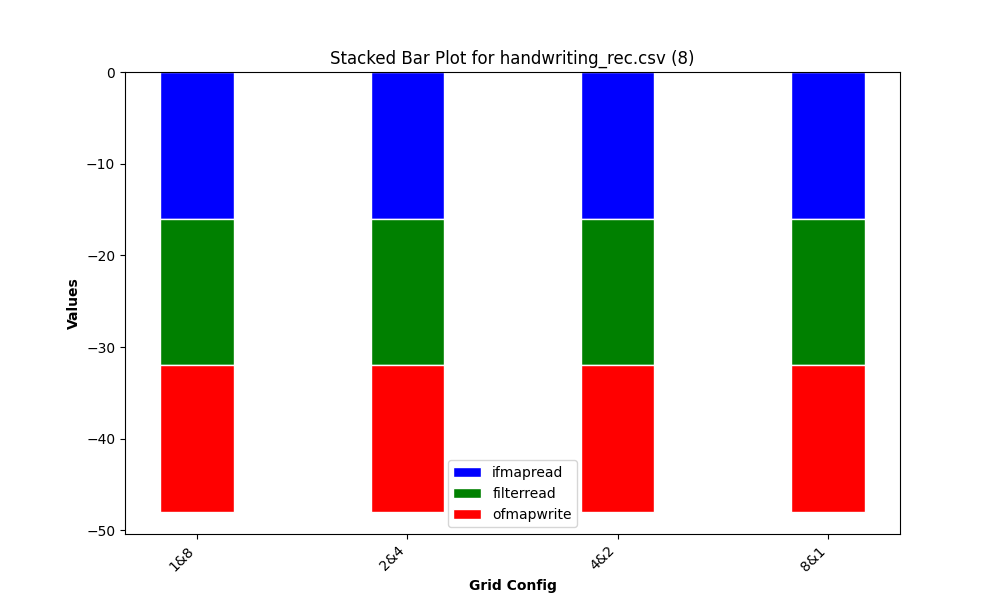 Stacked Bar Plot for handwriting_rec.csv (8)
0
−10
−20
−30
−40
−50
Values
ifmapread
filterread
ofmapwrite
1&8
2&4
4&2
8&1
Grid Config